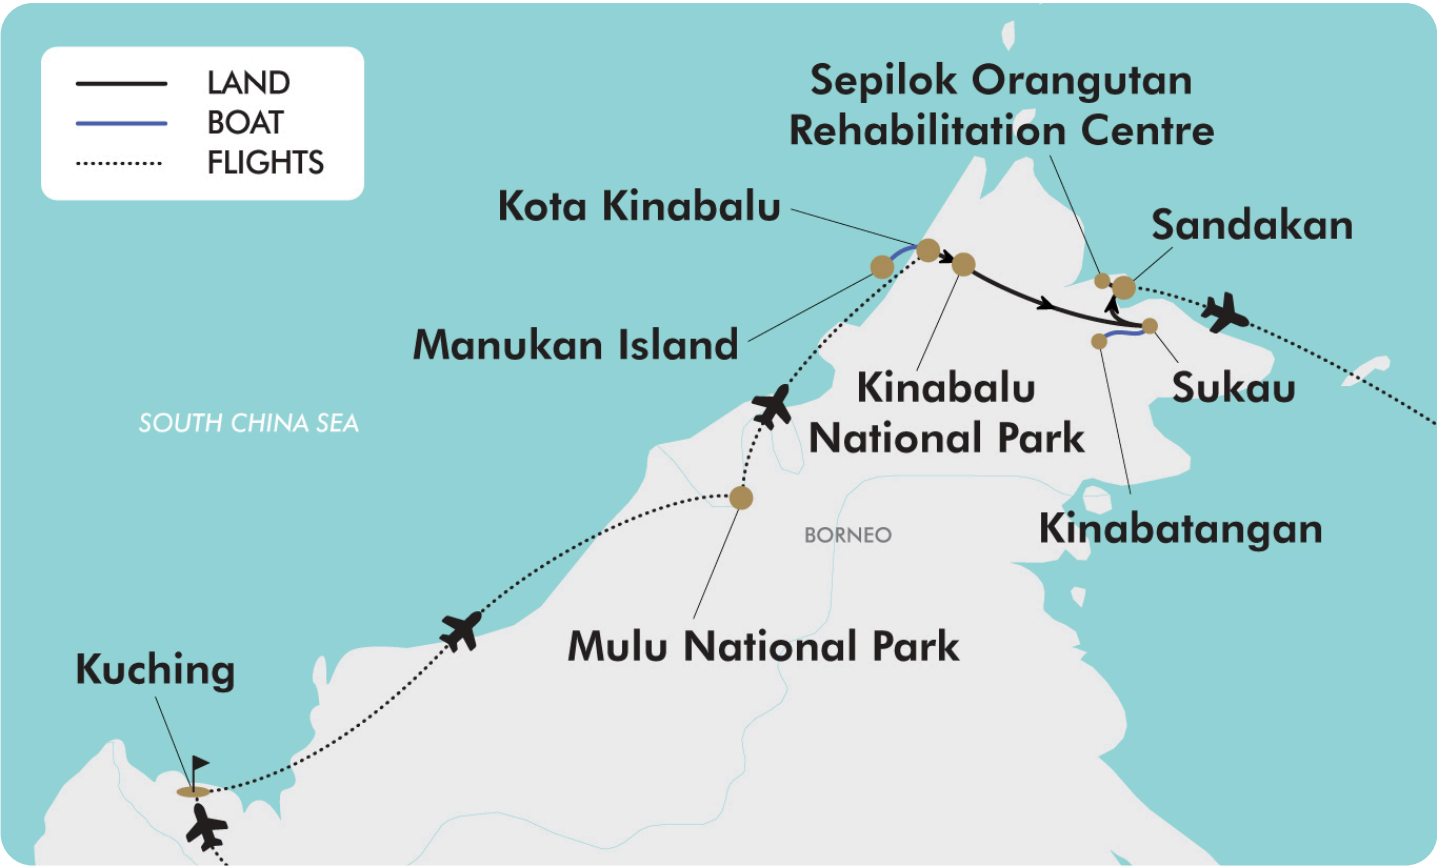 LAND
BOAT
FLIGHTS
Sepilok Orangutan
Rehabilitation Centre
Kota Kinabalu
Sandakan
Manukan Island
Kinabalu
National Park
Sukau
SOUTH CHINA SEA
Kinabatangan
BORNEO
Mulu National Park
Kuching